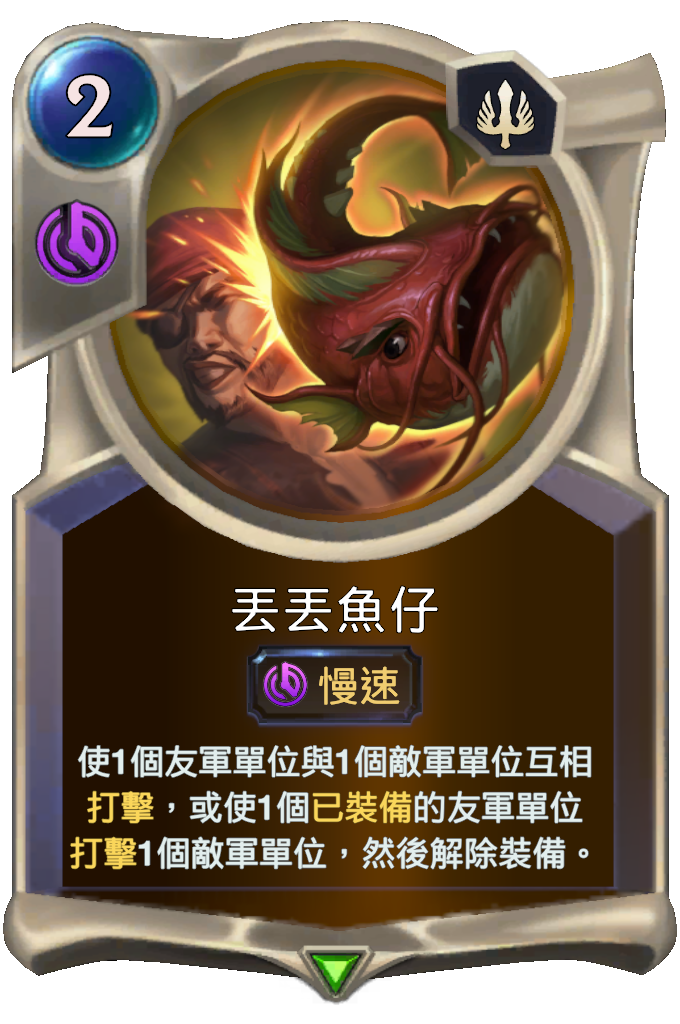 2
丟丟魚仔
慢速
使1個友軍單位與1個敵軍單位互相
打擊，或使1個已裝備的友軍單位
打擊1個敵軍單位，然後解除裝備。